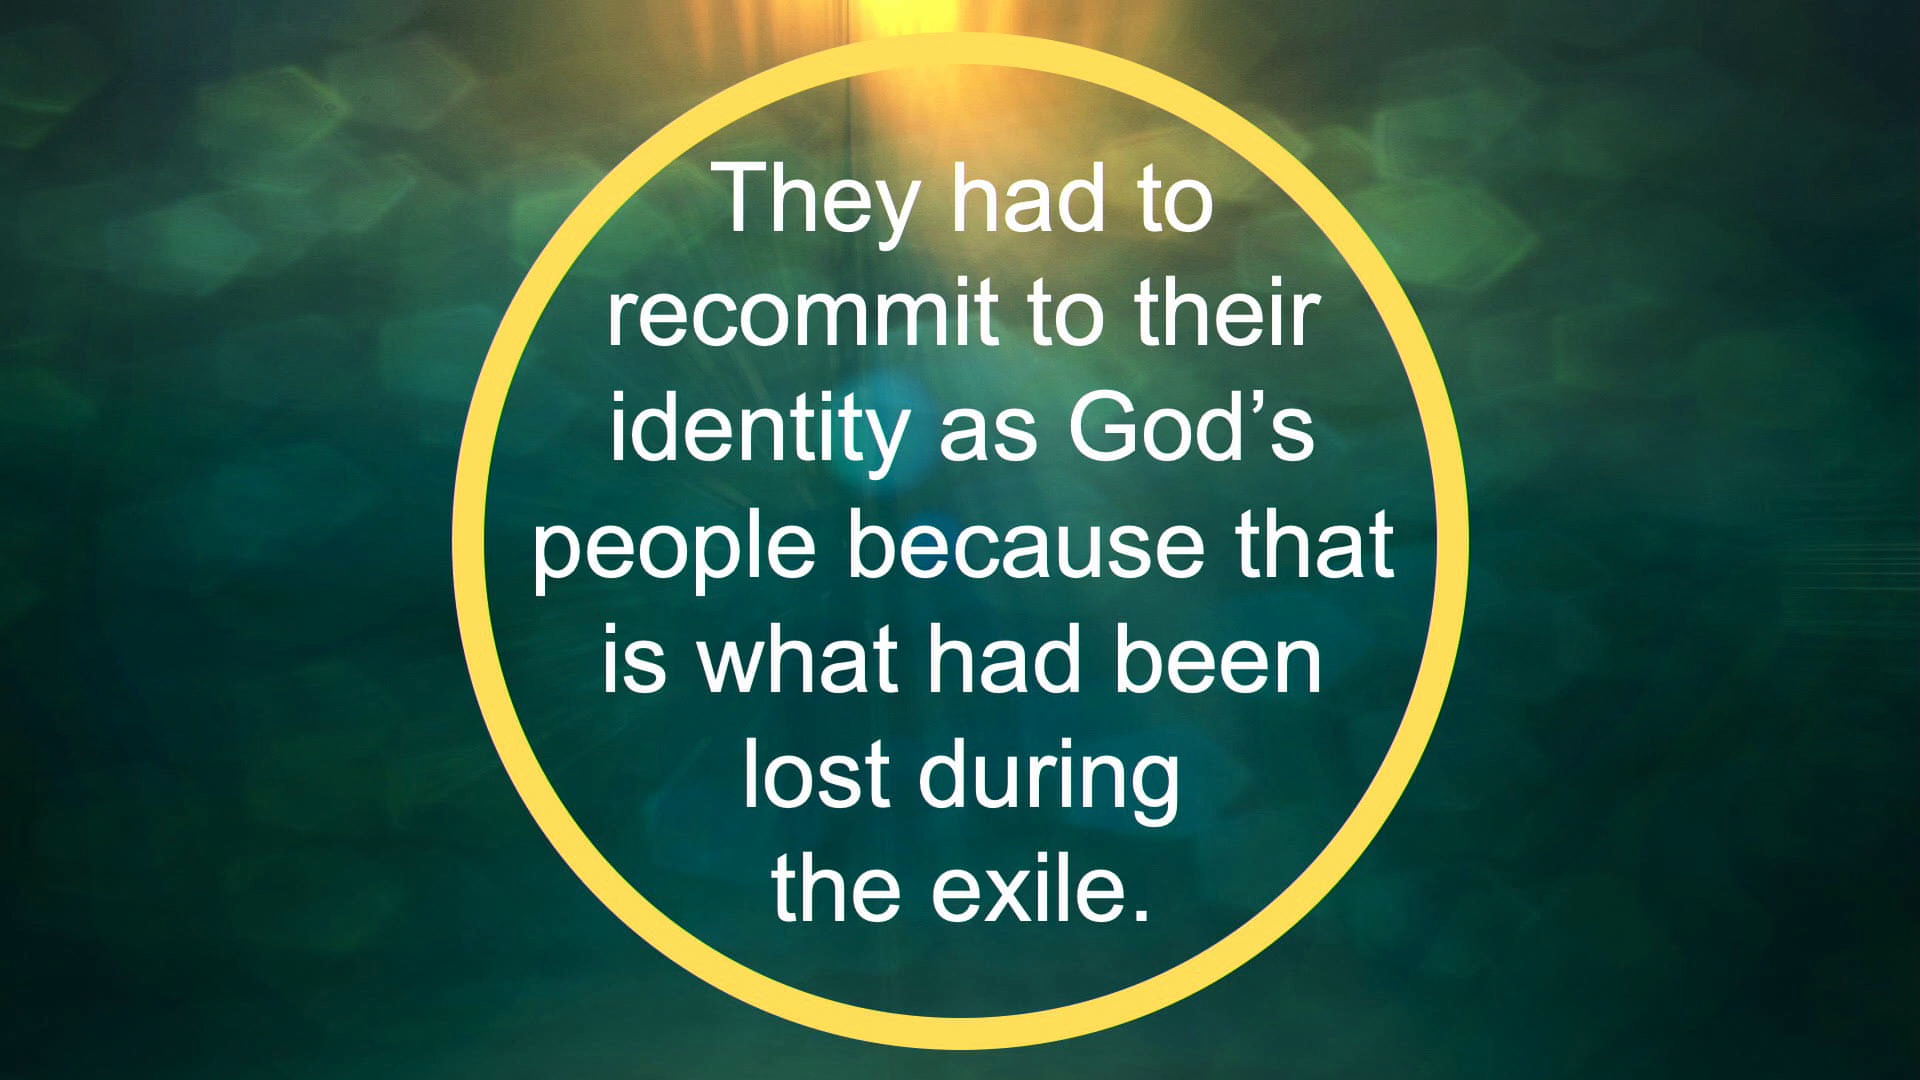 They had to
recommit to their
identity as God’s
people because that
is what had been
lost during
the exile.